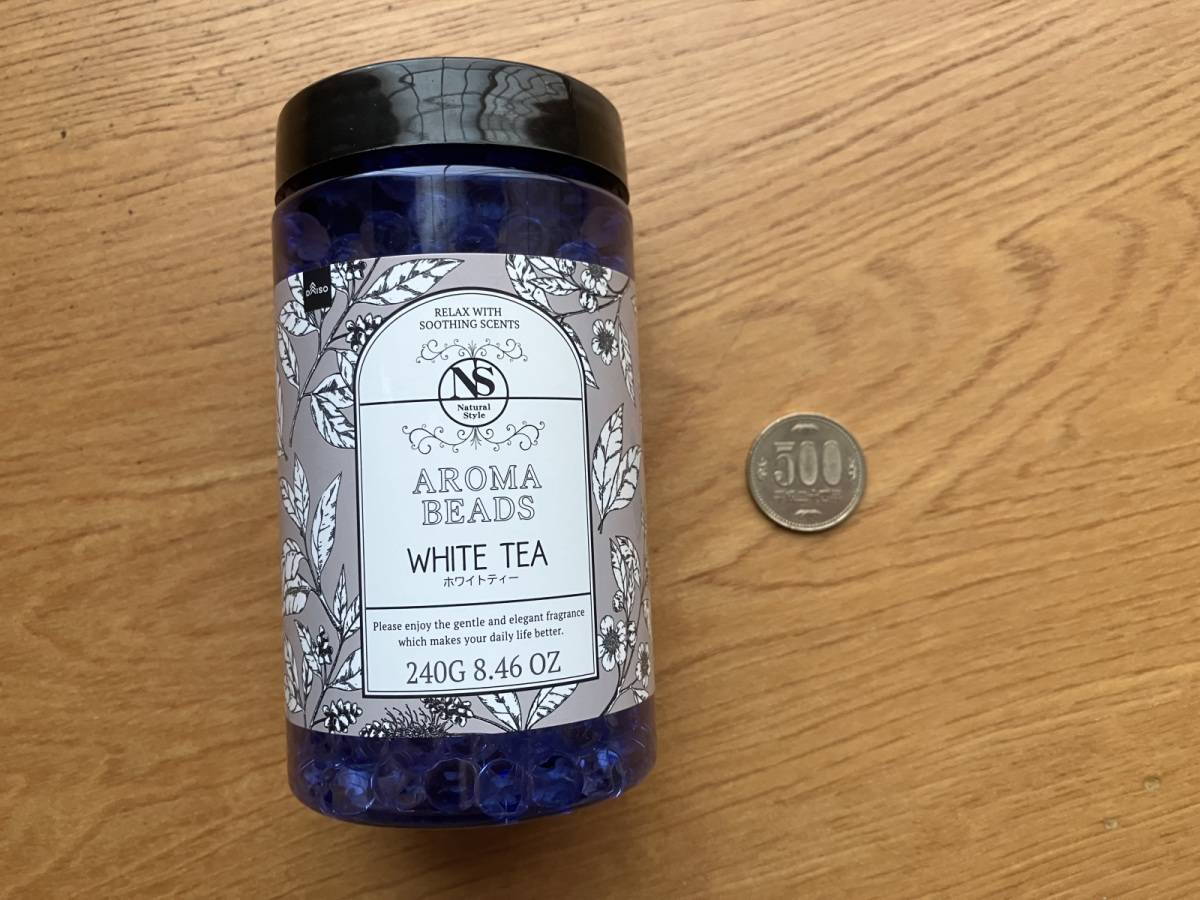 DAISO
RELAX WITH
SOOTHING SCENTS
NS
Natural
Style
AROMA
BEADS
WHITE TEA
ホワイトティー
Please enjoy the gentle and elegant fragrance
which makes your daily life better.
240G 8.46 OZ
500